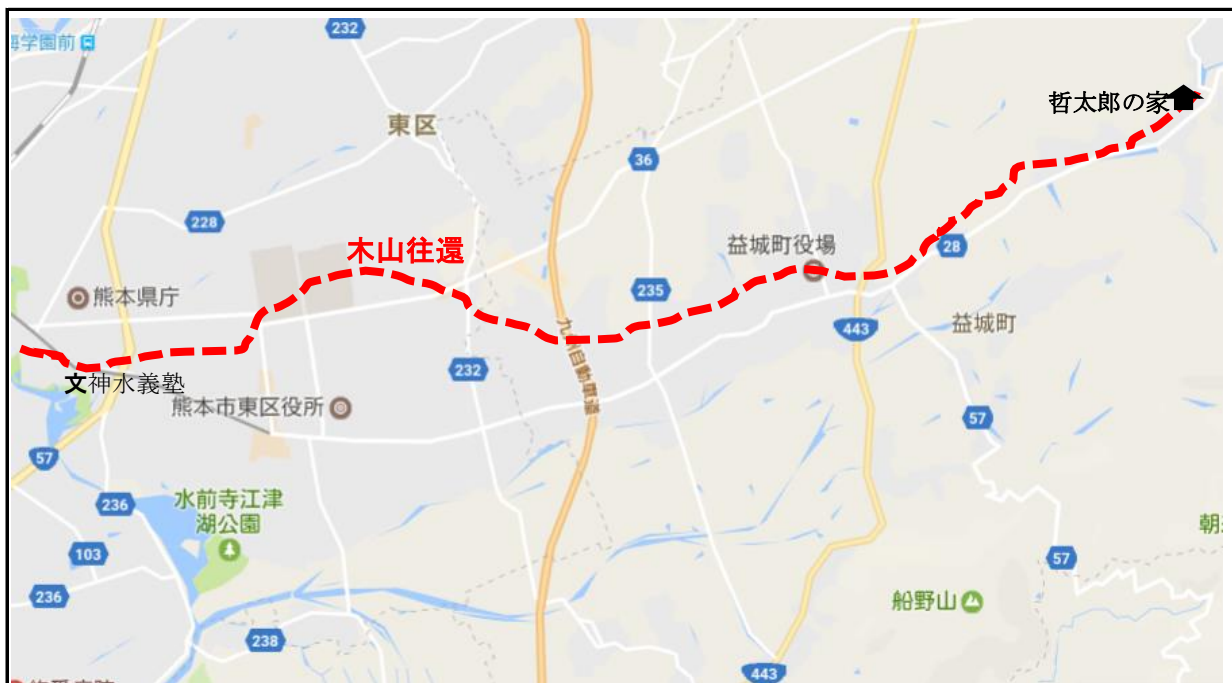 学園前
232
東区
哲太郎の家
36
228
木山往還
益城町役場
28
熊本県庁
235
益城町
443
九州自動車道
232
文神水義塾
熊本市東区役所
57
57
236
水前寺江津
湖公園
朝
103
57
236
船野山
238
443